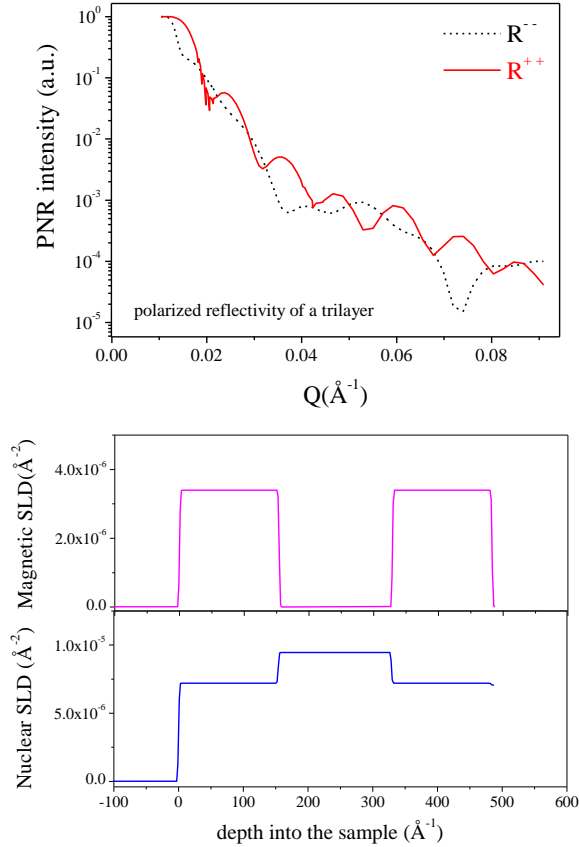 10⁰
10⁻¹
10⁻²
10⁻³
10⁻⁴
10⁻⁵
PNR intensity (a.u.)
R⁻⁻
R⁺⁺
polarized reflectivity of a trilayer
0.00 0.02 0.04 0.06 0.08
Q(Å⁻¹)
4.0x10⁻⁶
2.0x10⁻⁶
0.0
Magnetic SLD(Å⁻²)
1.0x10⁻⁵
5.0x10⁻⁶
0.0
Nuclear SLD (Å⁻²)
-100 0 100 200 300 400 500 600
depth into the sample (Å⁻¹)